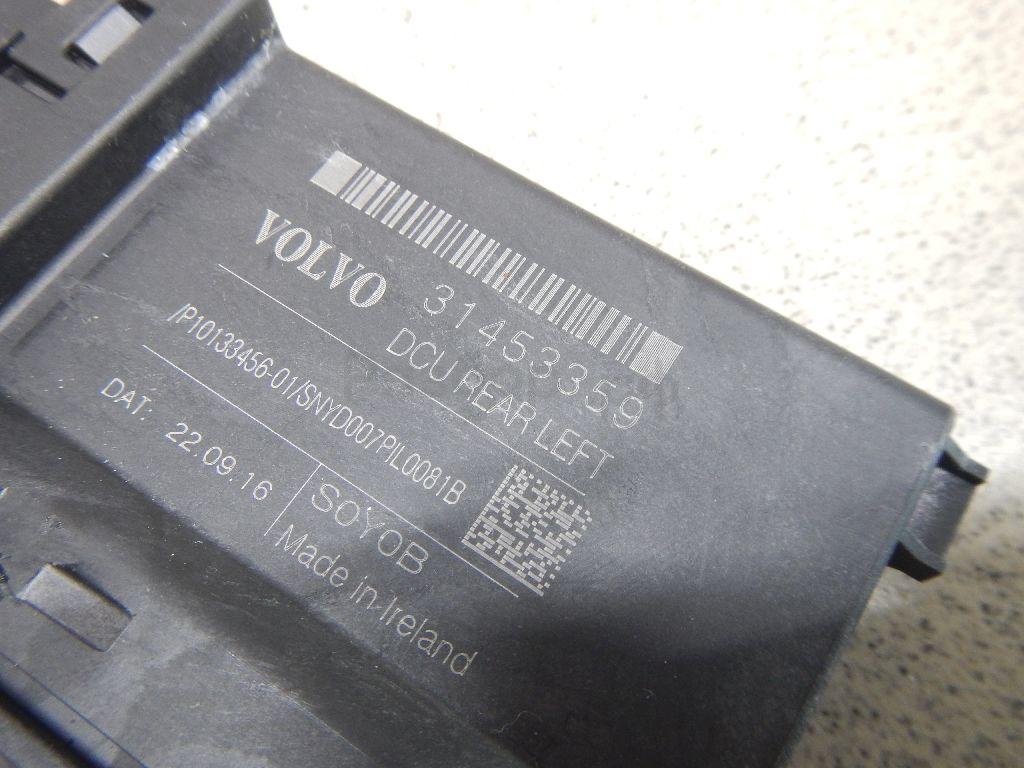 VOLVO 31453359
DCU REAR LEFT
/P10133456-01/SNYD007PIL0081B
DAT: 22.09.16
SOYOB
Made in Ireland